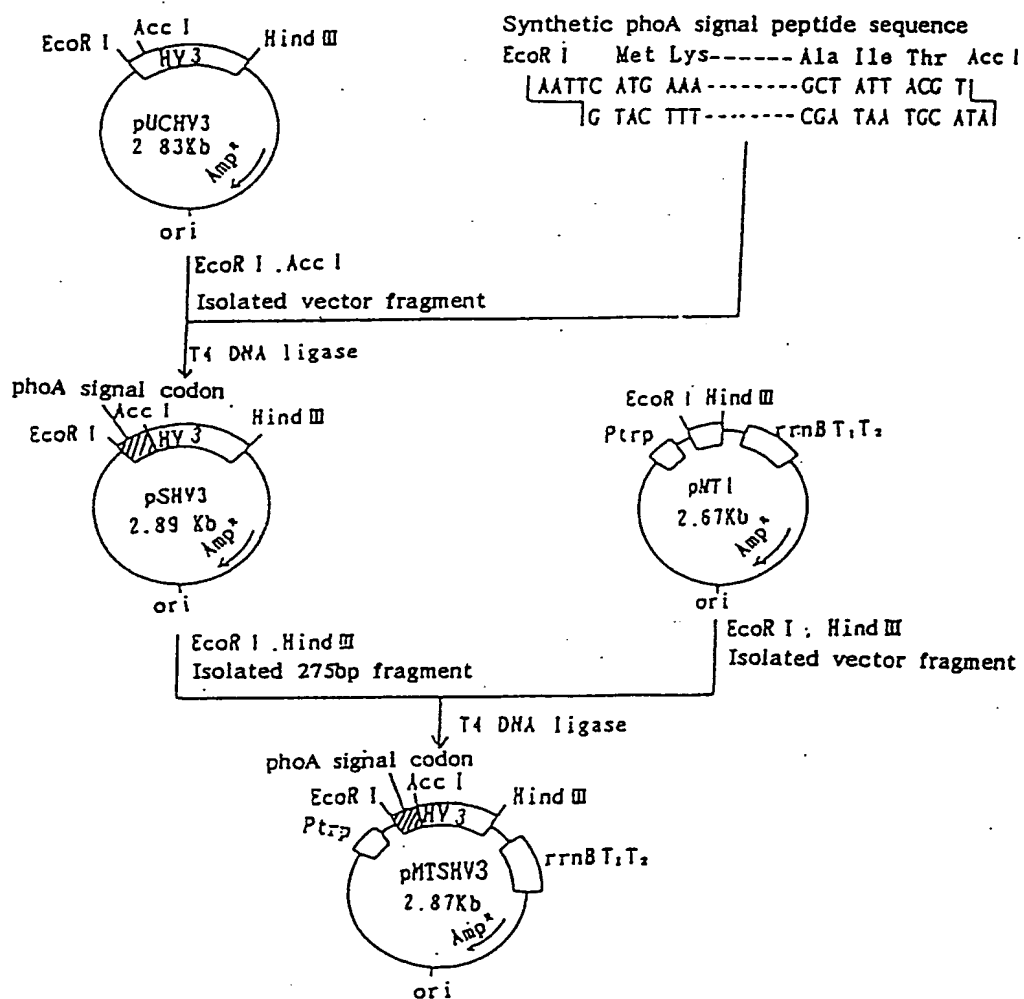 Synthetic phoA signal peptide sequence
EcoR I Met Lys------Ala Ile Thr Acc I
AATTC ATG AAA--------GCT ATT ACG T
G TAC TTT--------CGA TAA TGC ATA
EcoR I
Acc I
HV3
Hind III
pUCHV3
2 83Kb
Amp^R
ori
EcoR I . Acc I
Isolated vector fragment
T4 DNA ligase
phoA signal codon
Acc I
EcoR I
HV3
Hind III
pSHV3
2.89 Kb
Amp^R
ori
EcoR I Hind III
Ptrp
rrnB T₁T₂
pMT1
2.67Kb
Amp^R
ori
EcoR I . Hind III
Isolated 275bp fragment
EcoR I ; Hind III
Isolated vector fragment
T4 DNA ligase
phoA signal codon
Acc I
EcoR I
HV3
Hind III
Ptrp
rrnB T₁T₂
pMTSHV3
2.87Kb
Amp^R
ori